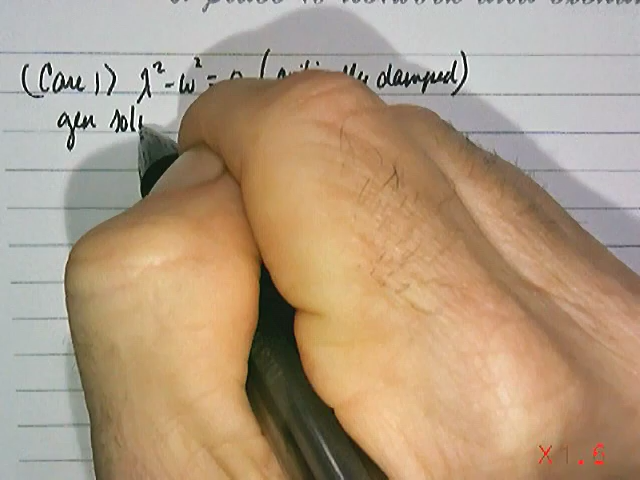 (Case 1) λ² - ω² = 0 (critically damped)
gen sol
X1.6